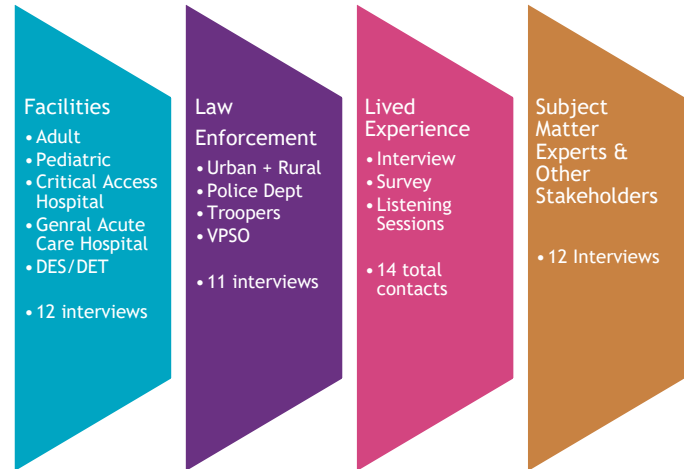 Facilities
• Adult
• Pediatric
• Critical Access
Hospital
• Genral Acute
Care Hospital
• DES/DET
• 12 interviews
Law
Enforcement
• Urban + Rural
• Police Dept
• Troopers
• VPSO
• 11 interviews
Lived
Experience
• Interview
• Survey
• Listening
Sessions
• 14 total
contacts
Subject
Matter
Experts &
Other
Stakeholders
• 12 Interviews